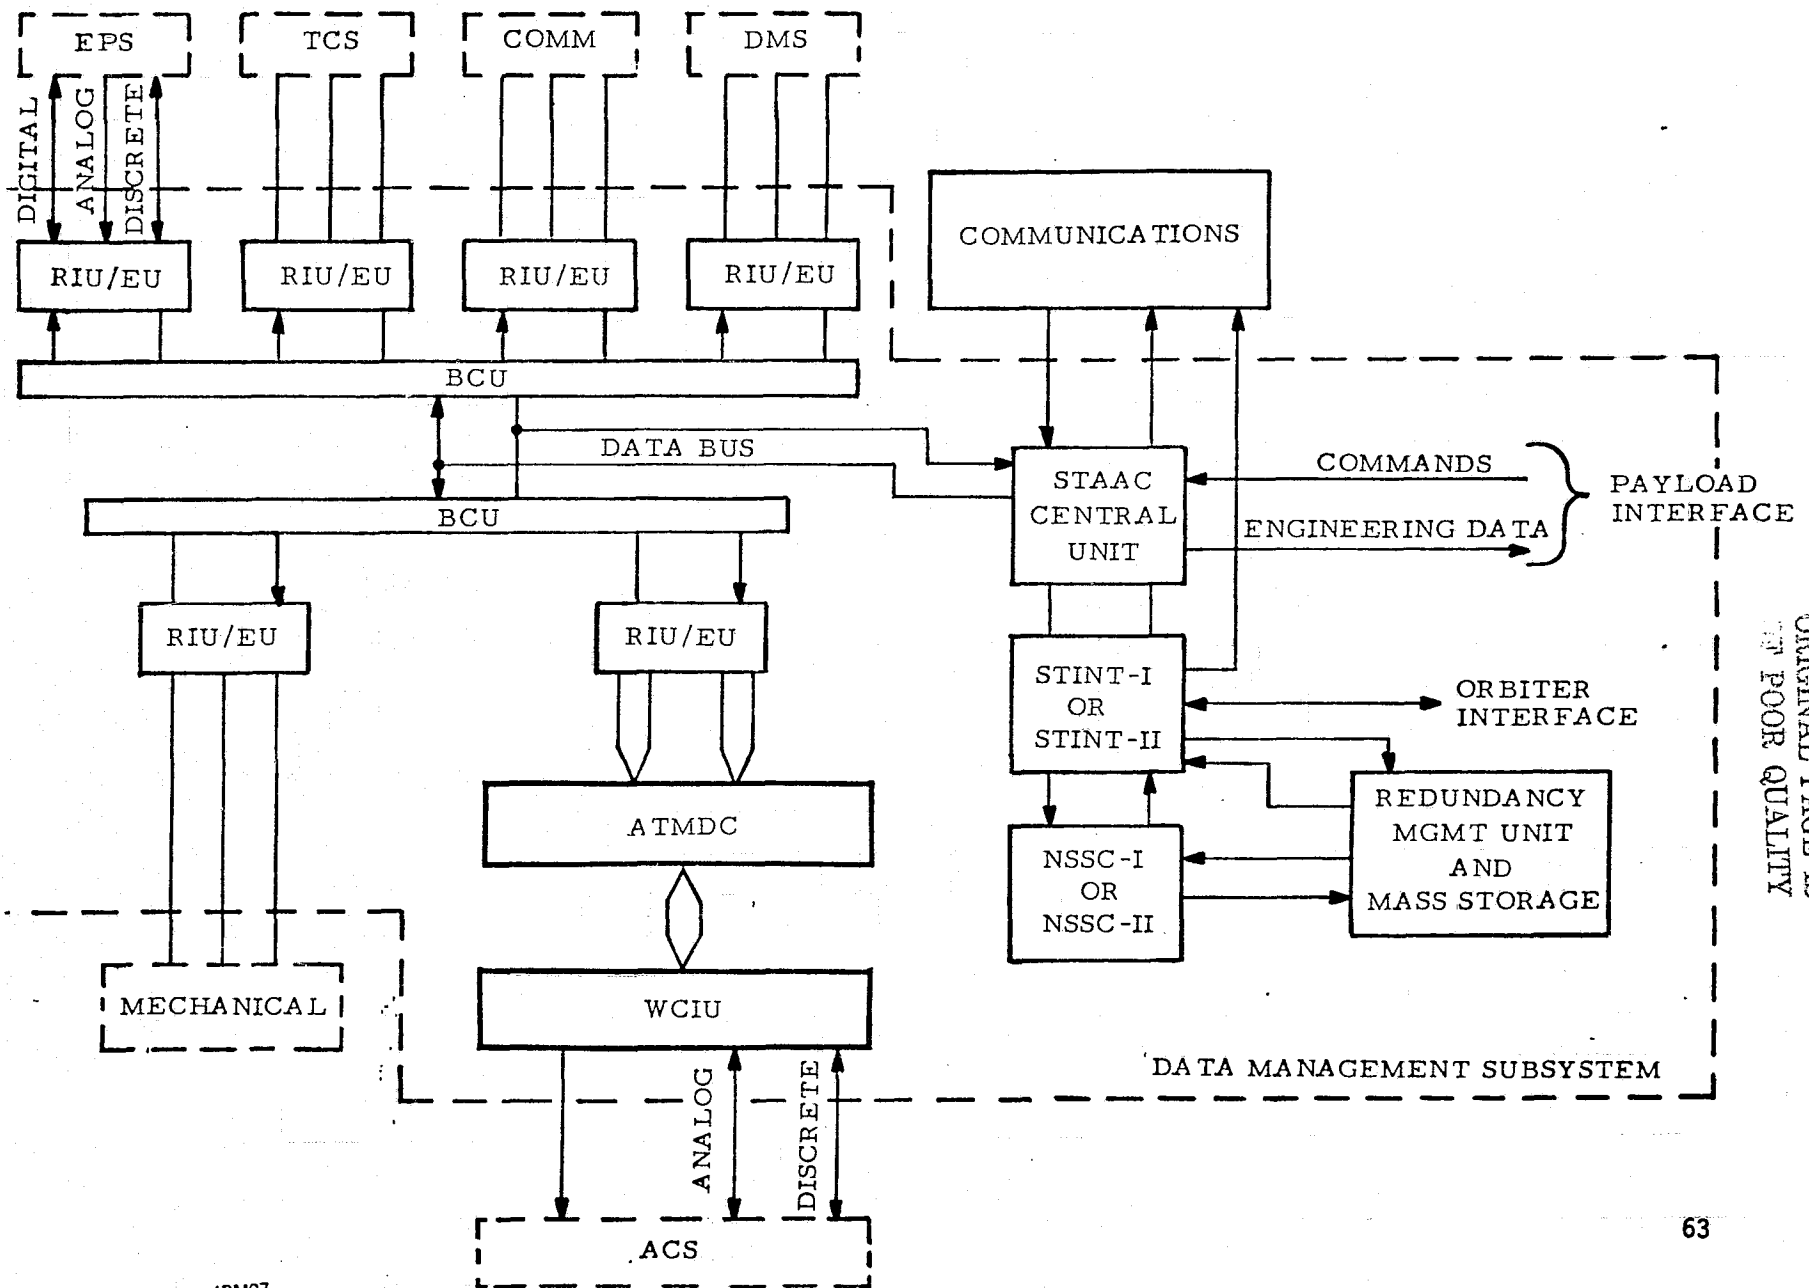 EPS
TCS
COMM
DMS
DIGITAL
ANALOG
DISCRETE
RIU/EU
RIU/EU
RIU/EU
RIU/EU
COMMUNICATIONS
BCU
DATA BUS
BCU
STAAC
CENTRAL
UNIT
COMMANDS
ENGINEERING DATA
PAYLOAD
INTERFACE
RIU/EU
RIU/EU
STINT-I
OR
STINT-II
ORBITER
INTERFACE
ATMDC
NSSC-I
OR
NSSC-II
REDUNDANCY
MGMT UNIT
AND
MASS STORAGE
MECHANICAL
WCIU
DATA MANAGEMENT SUBSYSTEM
ANALOG
DISCRETE
ACS
POOR QUALITY
63